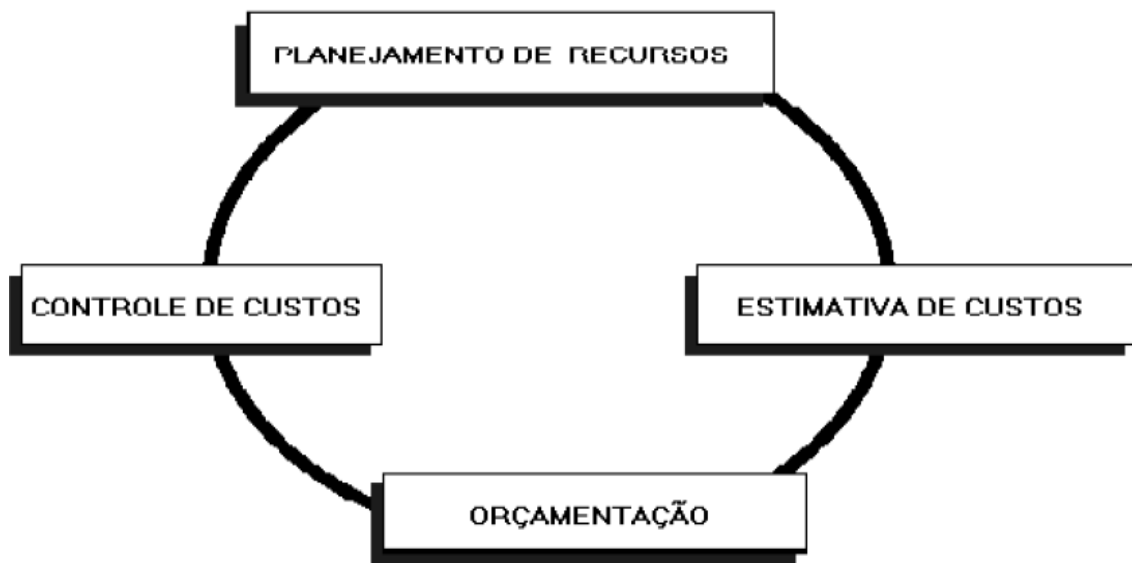 PLANEJAMENTO DE RECURSOS
CONTROLE DE CUSTOS
ESTIMATIVA DE CUSTOS
ORÇAMENTAÇÃO